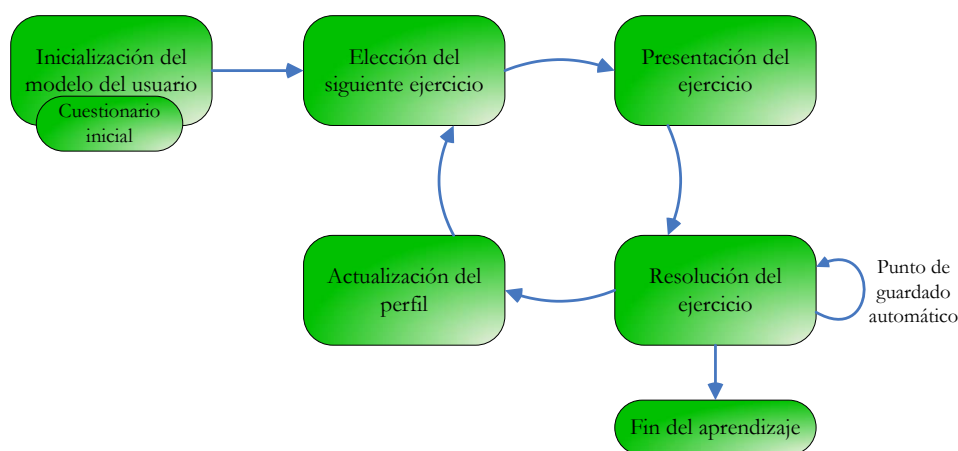 Inicialización del
modelo del usuario
Cuestionario
inicial
Elección del
siguiente ejercicio
Presentación del
ejercicio
Actualización del
perfil
Resolución del
ejercicio
Punto de
guardado
automático
Fin del aprendizaje